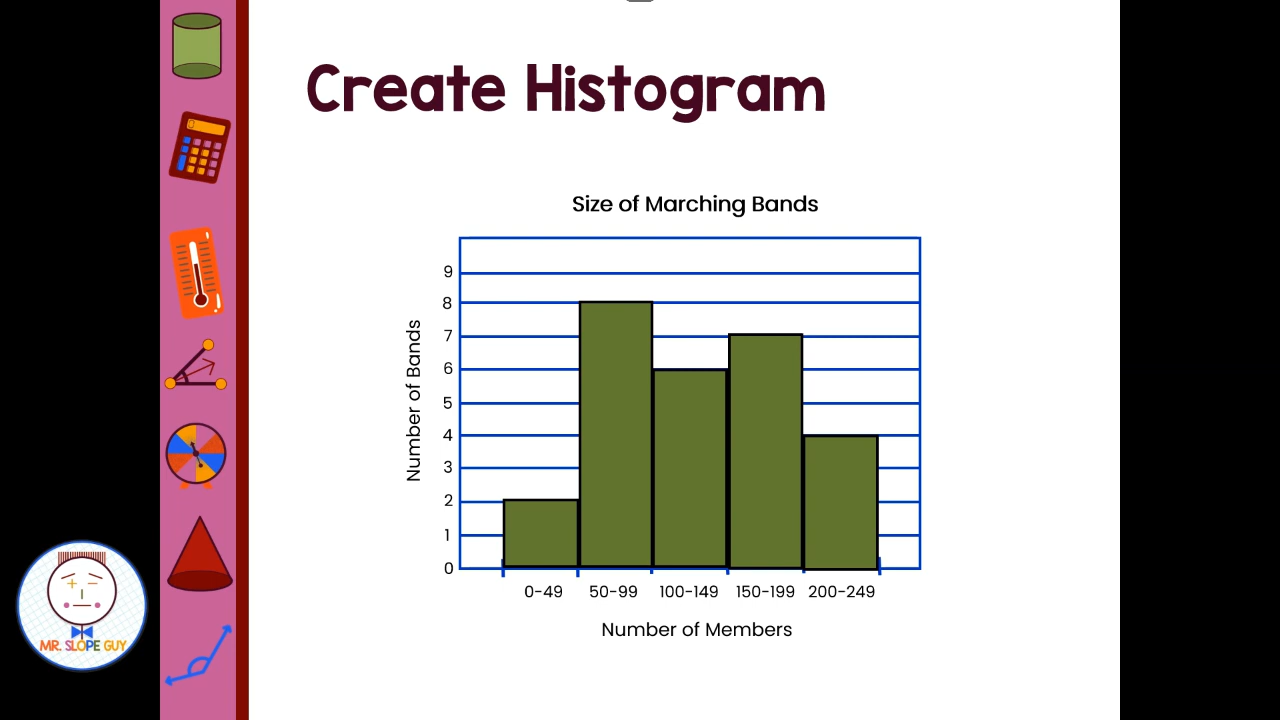 Create Histogram
Size of Marching Bands
Number of Bands
9
8
7
6
5
4
3
2
1
0
0-49 50-99 100-149 150-199 200-249
Number of Members
MR. SLOPE GUY